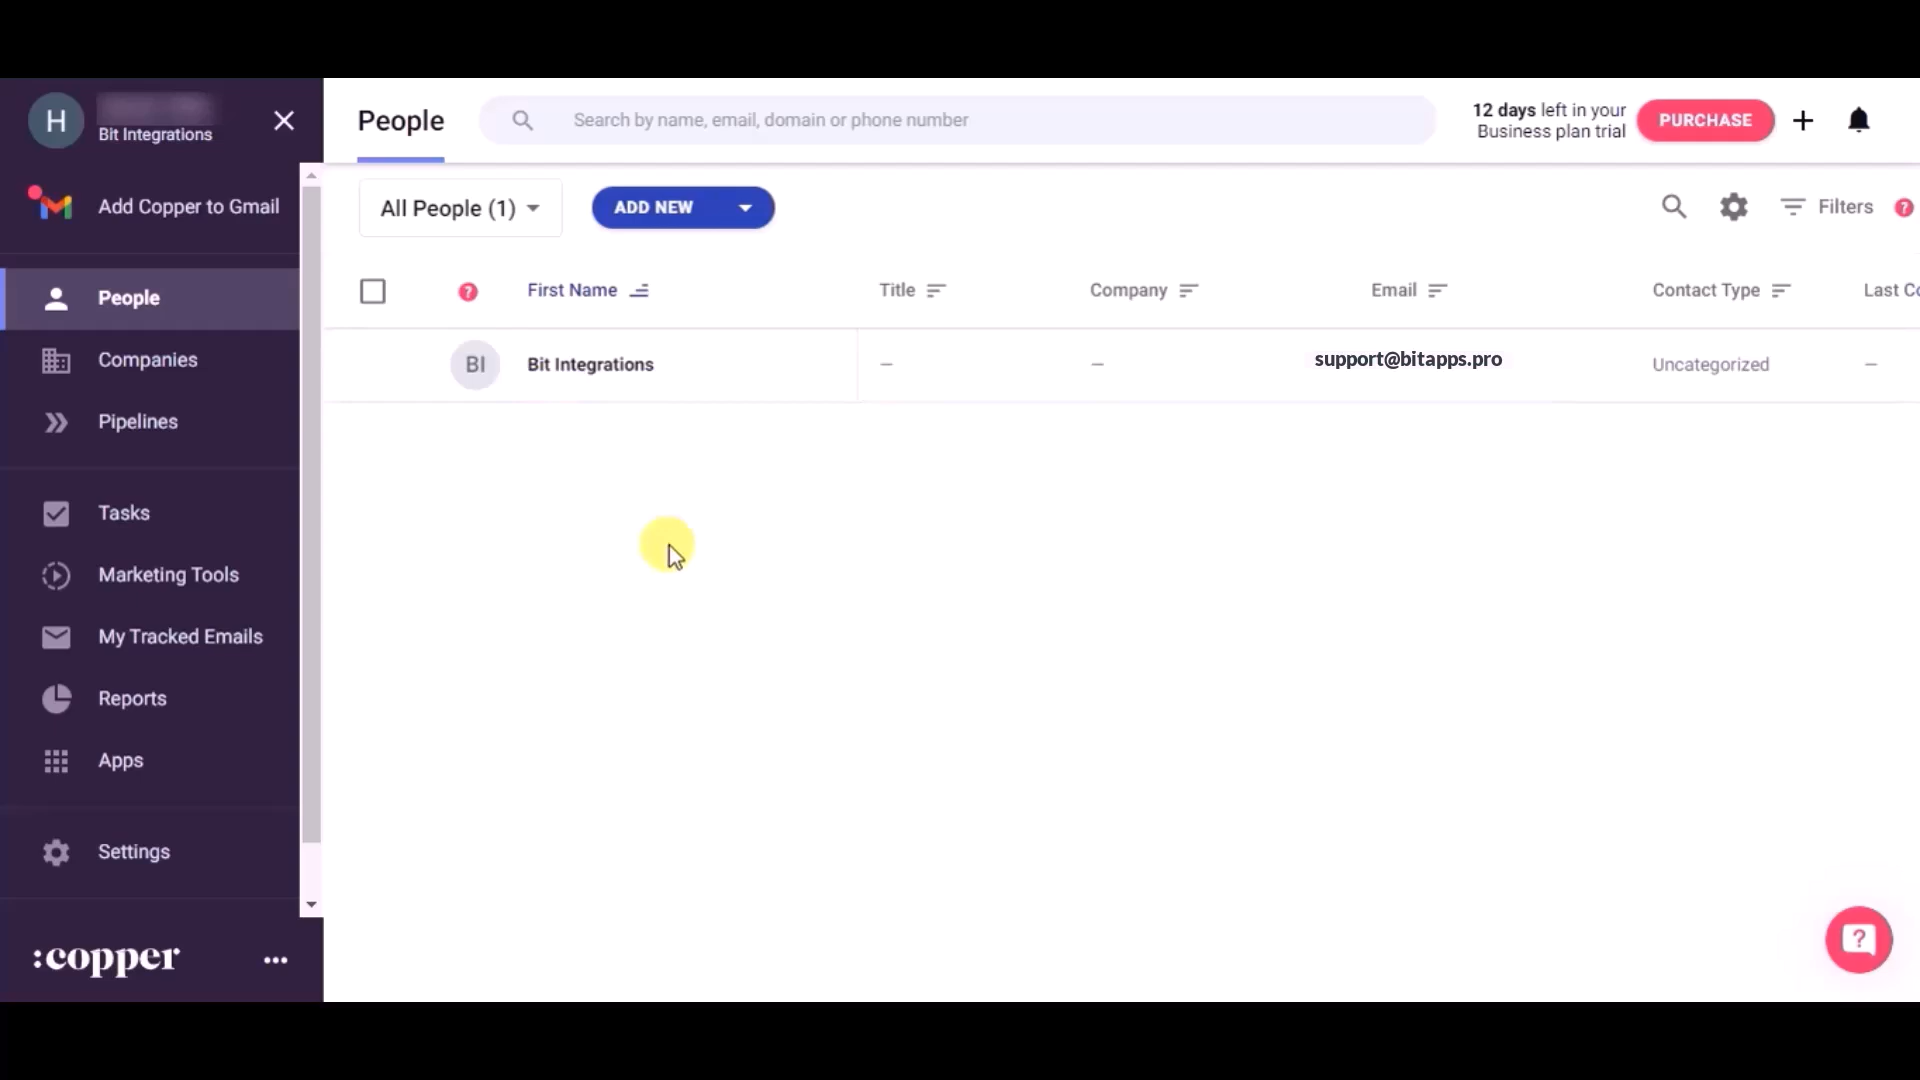 H
Bit Integrations
Add Copper to Gmail
People
Companies
Pipelines
Tasks
Marketing Tools
My Tracked Emails
Reports
Apps
Settings
:copper
People
Search by name, email, domain or phone number
12 days left in your
Business plan trial
PURCHASE
All People (1)
ADD NEW
Filters
?
?
First Name
Title
Company
Email
Contact Type
Last Co
BI
Bit Integrations
—
—
support@bitapps.pro
Uncategorized
—
?